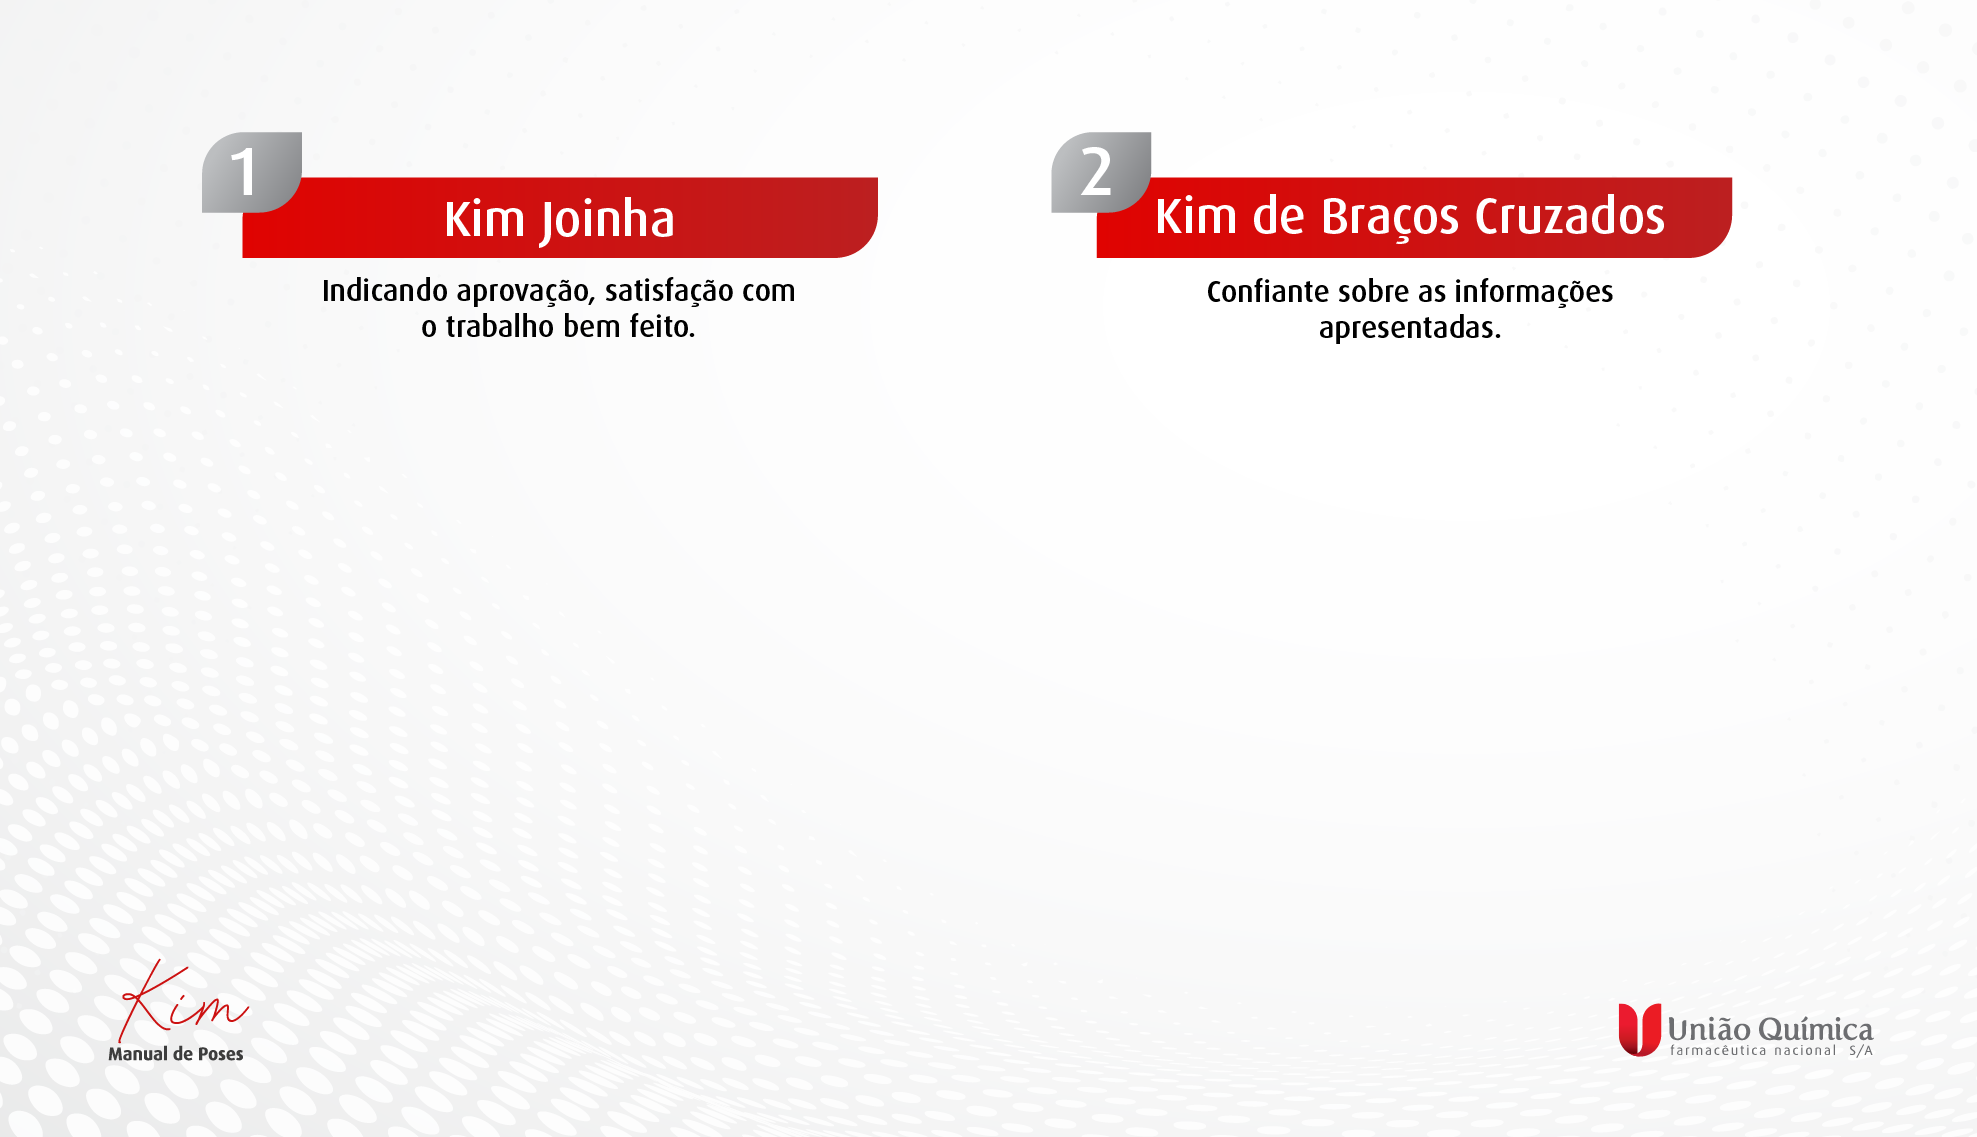 1
Kim Joinha
Indicando aprovação, satisfação com
o trabalho bem feito.
2
Kim de Braços Cruzados
Confiante sobre as informações
apresentadas.
Kim
Manual de Poses
União Química
farmacêutica nacional S/A